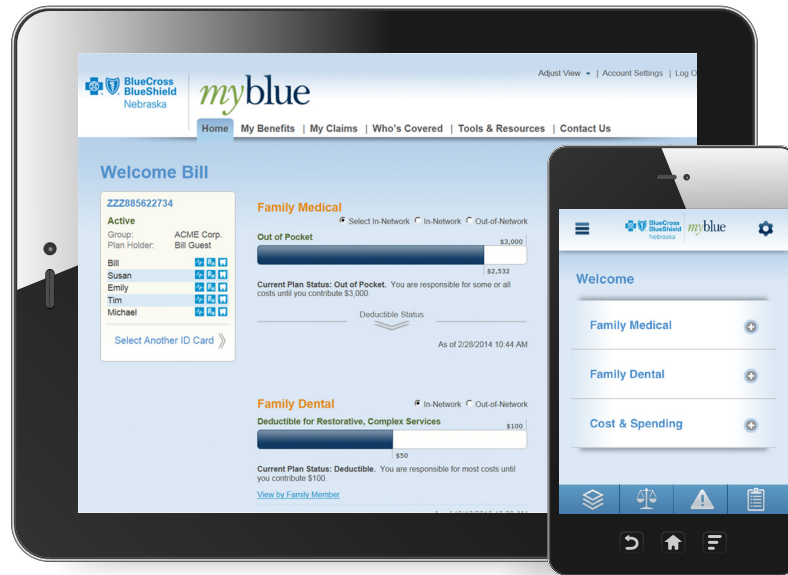 BlueCross
BlueShield
Nebraska
myblue
Adjust View | Account Settings | Log O
Home My Benefits | My Claims | Who's Covered | Tools & Resources | Contact Us
Welcome Bill
ZZZ885622734
Active
Group: ACME Corp.
Plan Holder: Bill Guest
Bill
Susan
Emily
Tim
Michael
Select Another ID Card
Family Medical
Select In-Network In-Network Out-of-Network
Out of Pocket
$3,000
$2,532
Current Plan Status: Out of Pocket. You are responsible for some or all
costs until you contribute $3,000.
Deductible Status
As of 2/28/2014 10:44 AM
Family Dental
In-Network Out-of-Network
Deductible for Restorative, Complex Services
$100
$50
Current Plan Status: Deductible. You are responsible for most costs until
you contribute $100.
View by Family Member
BlueCross
BlueShield
Nebraska
myblue
Welcome
Family Medical
Family Dental
Cost & Spending